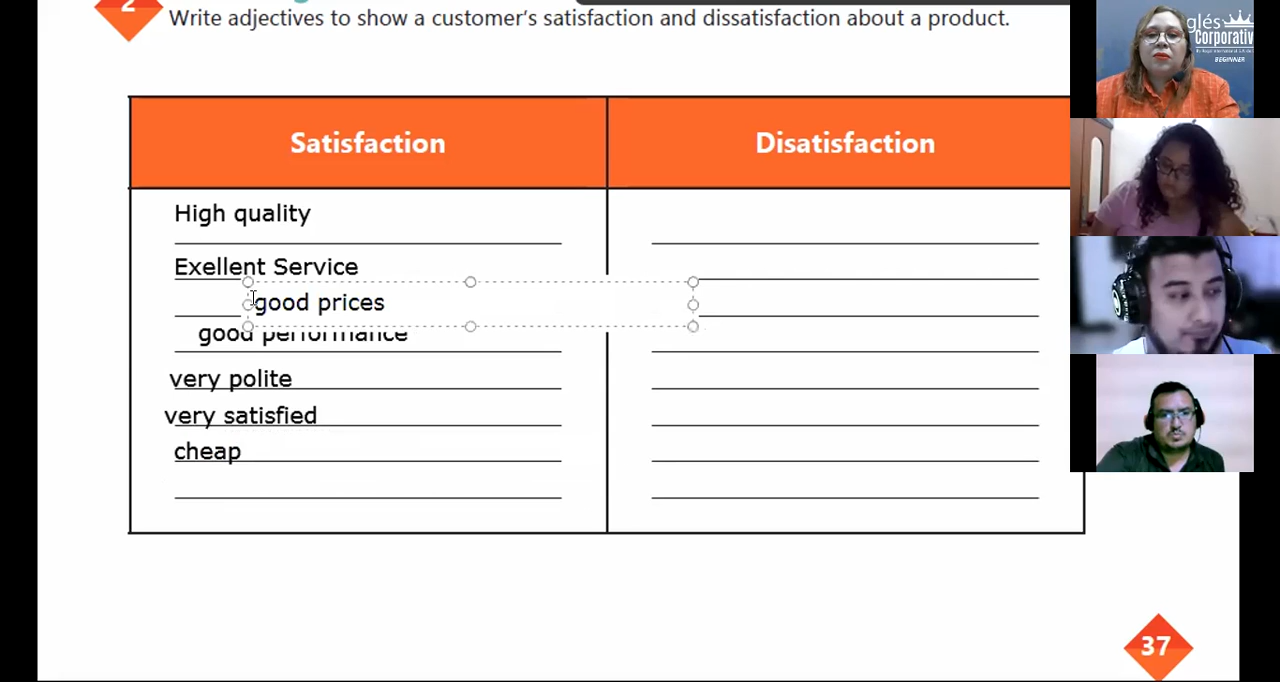 2
Write adjectives to show a customer's satisfaction and dissatisfaction about a product.
glés
Corporativ
BEGINNER
Satisfaction
Disatisfaction
High quality
Exellent Service
good prices
good performance
very polite
very satisfied
cheap
37